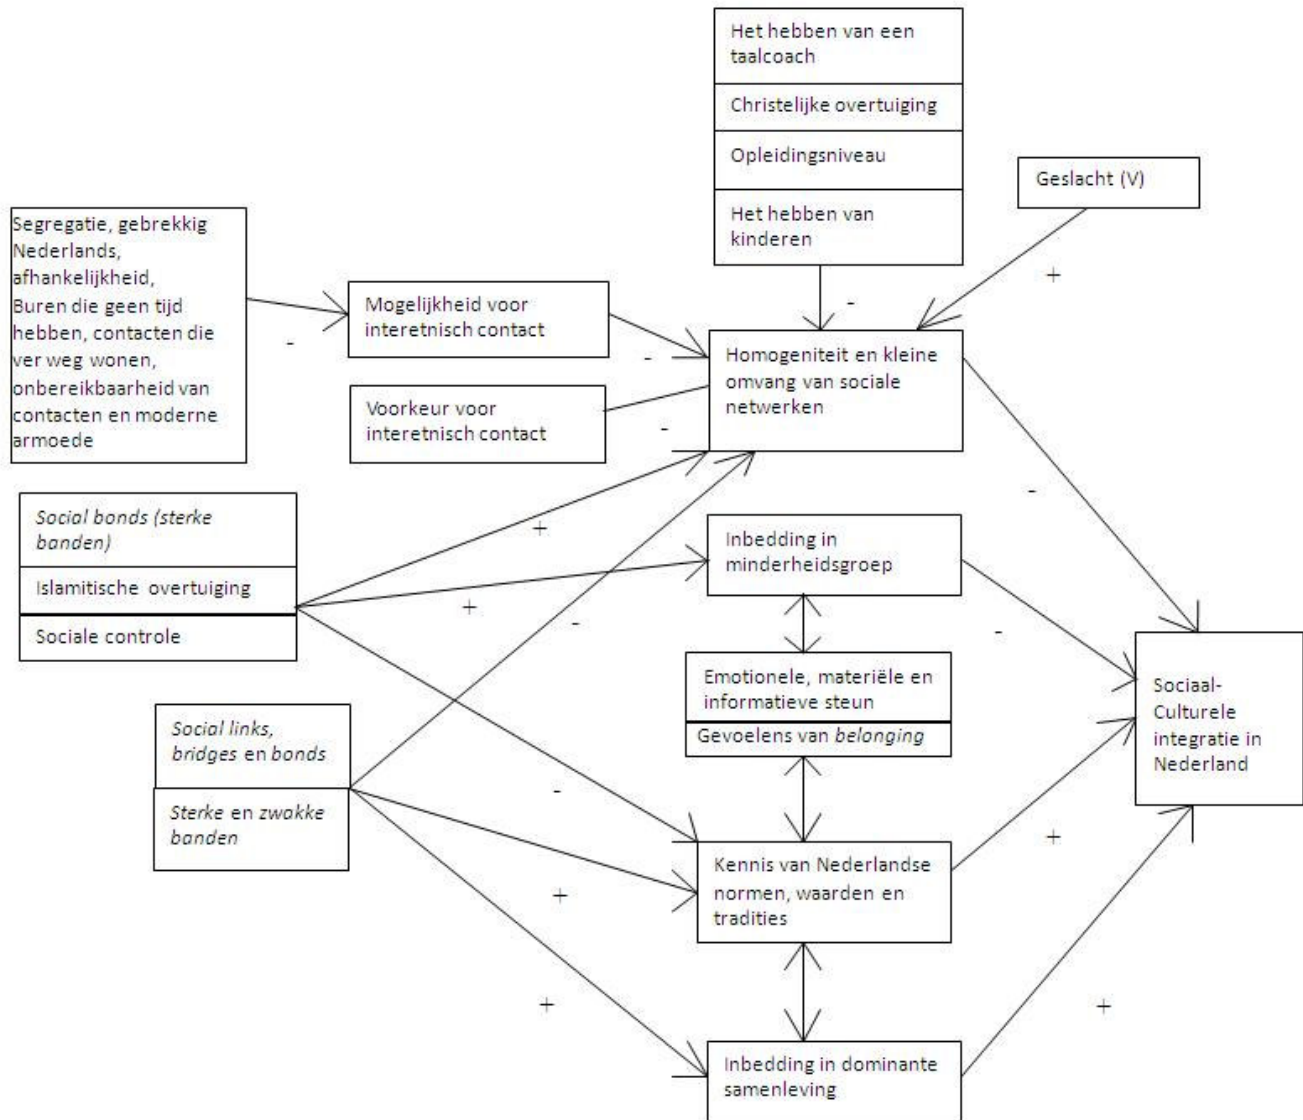 Het hebben van een
taalcoach
Christelijke overtuiging
Opleidingsniveau
Het hebben van
kinderen
Geslacht (V)
+
-
Segregatie, gebrekkig
Nederlands,
afhankelijkheid,
Buren die geen tijd
hebben, contacten die
ver weg wonen,
onbereikbaarheid van
contacten en moderne
armoede
-
Mogelijkheid voor
interetnisch contact
-
Voorkeur voor
interetnisch contact
-
Homogeniteit en kleine
omvang van sociale
netwerken
-
Social bonds (sterke
banden)
Islamitische overtuiging
Sociale controle
+
+
-
-
Inbedding in
minderheidsgroep
-
Emotionele, materiële en
informatieve steun
Gevoelens van belonging
Sociaal-
Culturele
integratie in
Nederland
Social links,
bridges en bonds
Sterke en zwakke
banden
+
+
Kennis van Nederlandse
normen, waarden en
tradities
+
Inbedding in dominante
samenleving
+